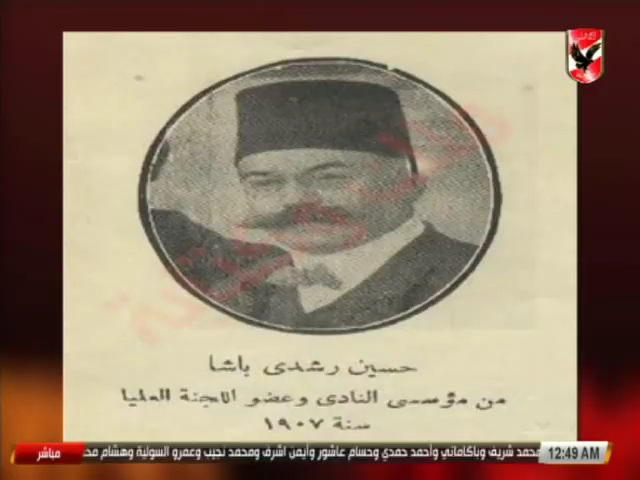 حسين رشدى باشا
من مؤسسى النادى وعضو اللجنة العليا
سنة ١٩٠٧
مباشر
محمد شريف وباكاماني وأحمد حمدي وحسام عاشور وأيمن اشرف ومحمد نجيب وعمرو السولية وهشام محمد
12:49 AM